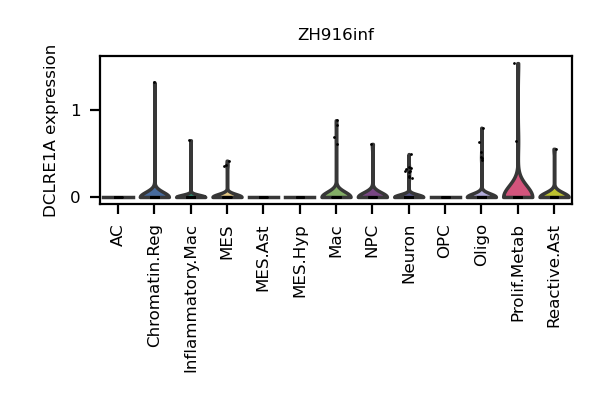 ZH916inf
DCLRE1A expression
1
0
AC
Chromatin.Reg
Inflammatory.Mac
MES
MES.Ast
MES.Hyp
Mac
NPC
Neuron
OPC
Oligo
Prolif.Metab
Reactive.Ast